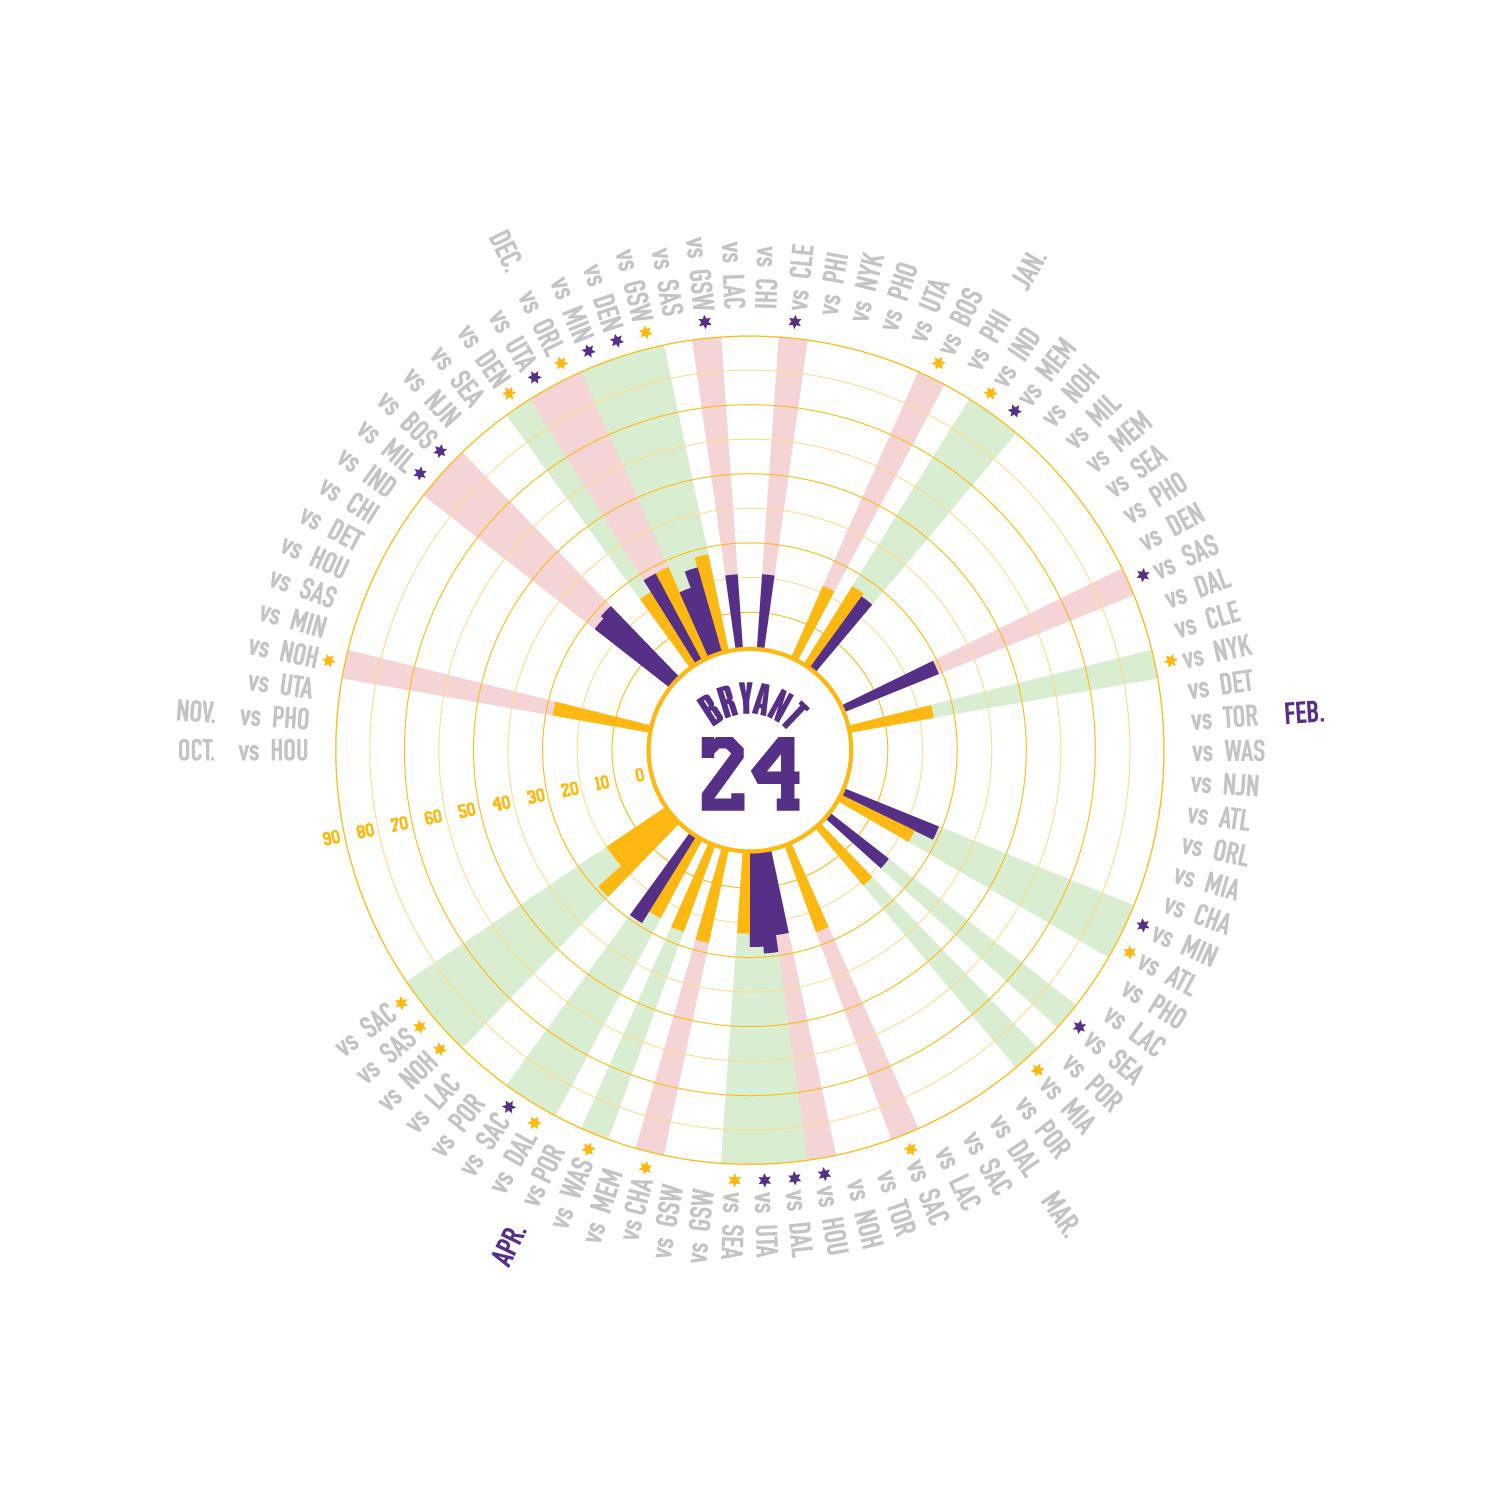 BRYANT
24
0
10
20
30
40
50
60
70
80
90
OCT.
vs HOU
NOV.
vs PHO
vs UTA
vs NOH
vs MIN
vs SAS
vs HOU
vs DET
vs CHI
vs IND
vs MIL
vs BOS
vs NJN
vs SEA
vs DEN
vs UTA
DEC.
vs ORL
vs MIN
vs DEN
vs GSW
vs SAS
vs GSW
vs LAC
vs CHI
vs CLE
vs PHI
vs NYK
vs PHO
vs UTA
vs BOS
vs PHI
JAN.
vs IND
vs MEM
vs NOH
vs MIL
vs MEM
vs SEA
vs PHO
vs DEN
vs SAS
vs DAL
vs CLE
vs NYK
vs DET
vs TOR
FEB.
vs WAS
vs NJN
vs ATL
vs ORL
vs MIA
vs CHA
vs MIN
vs ATL
vs PHO
vs LAC
vs SEA
vs POR
vs MIA
vs POR
vs DAL
MAR.
vs SAC
vs LAC
vs SAC
vs TOR
vs NOH
vs HOU
vs DAL
vs UTA
vs SEA
vs GSW
vs GSW
vs CHA
vs MEM
vs WAS
vs POR
APR.
vs DAL
vs SAC
vs POR
vs LAC
vs NOH
vs SAS
vs SAC